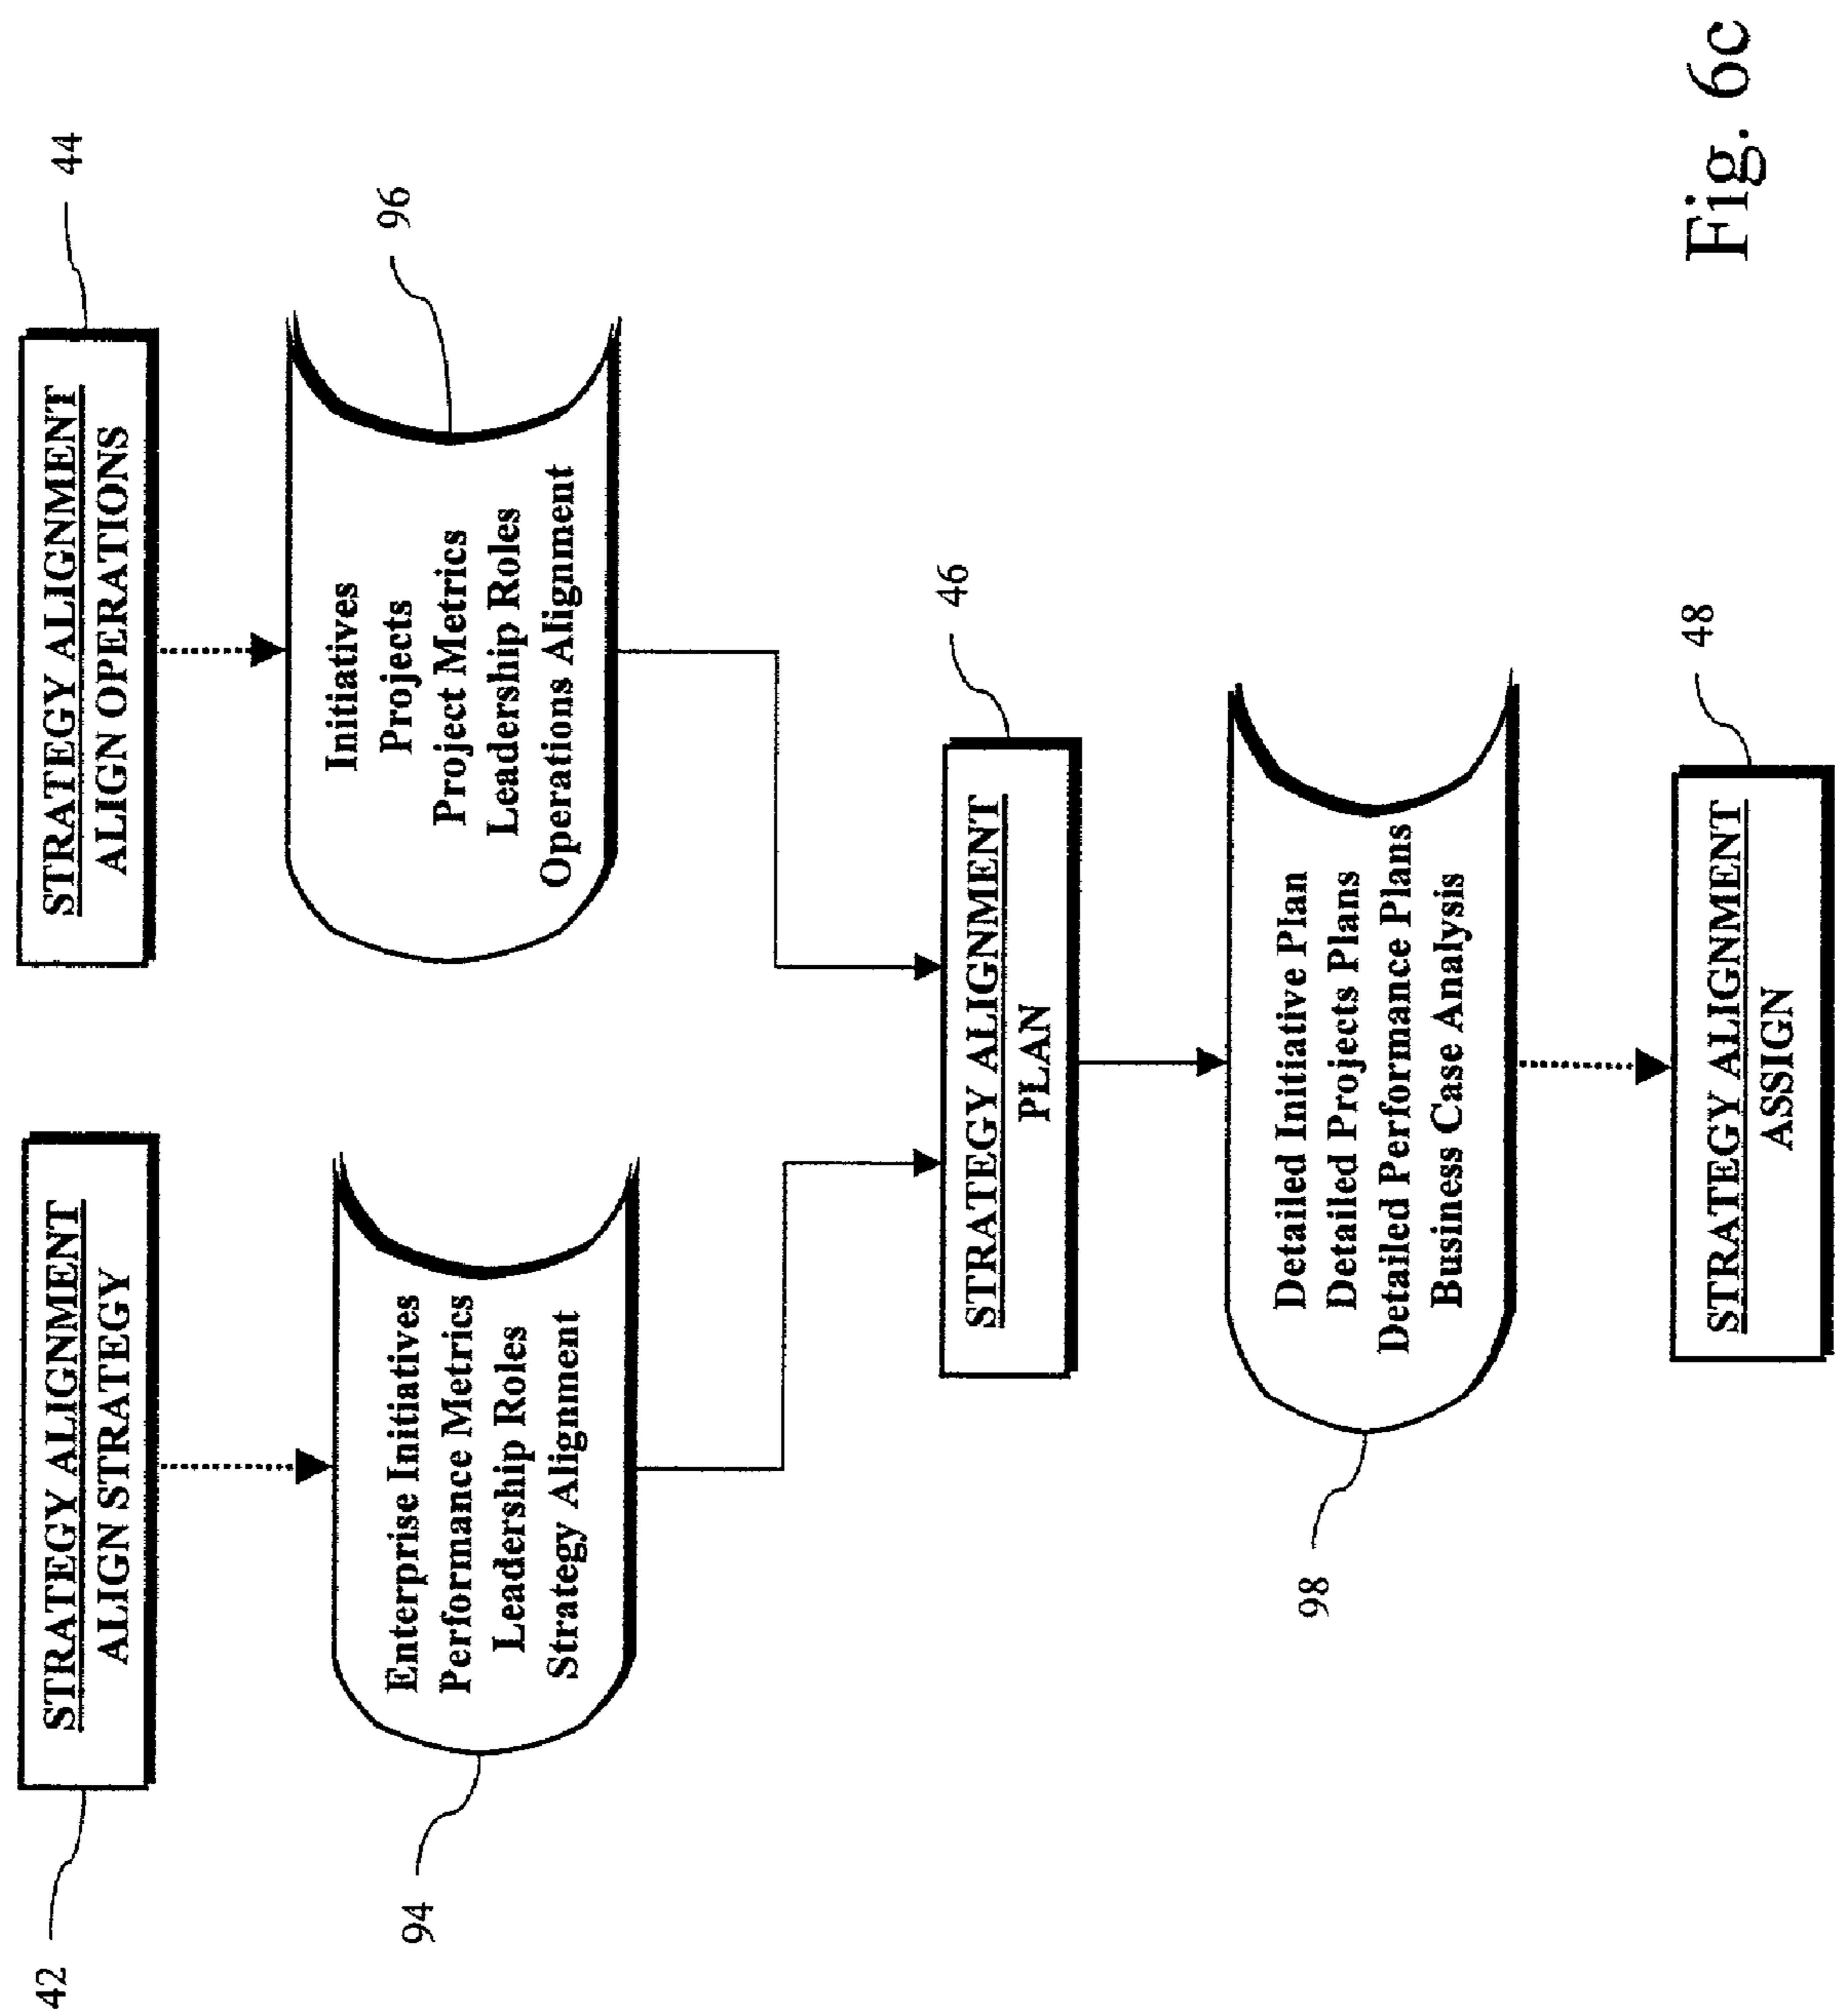 42
STRATEGY ALIGNMENT
ALIGN STRATEGY
STRATEGY ALIGNMENT
ALIGN OPERATIONS
44
94
Enterprise Initiatives
Performance Metrics
Leadership Roles
Strategy Alignment
Initiatives
Projects
Project Metrics
Leadership Roles
Operations Alignment
96
STRATEGY ALIGNMENT
PLAN
46
98
Detailed Initiative Plan
Detailed Projects Plans
Detailed Performance Plans
Business Case Analysis
STRATEGY ALIGNMENT
ASSIGN
48
Fig. 6c